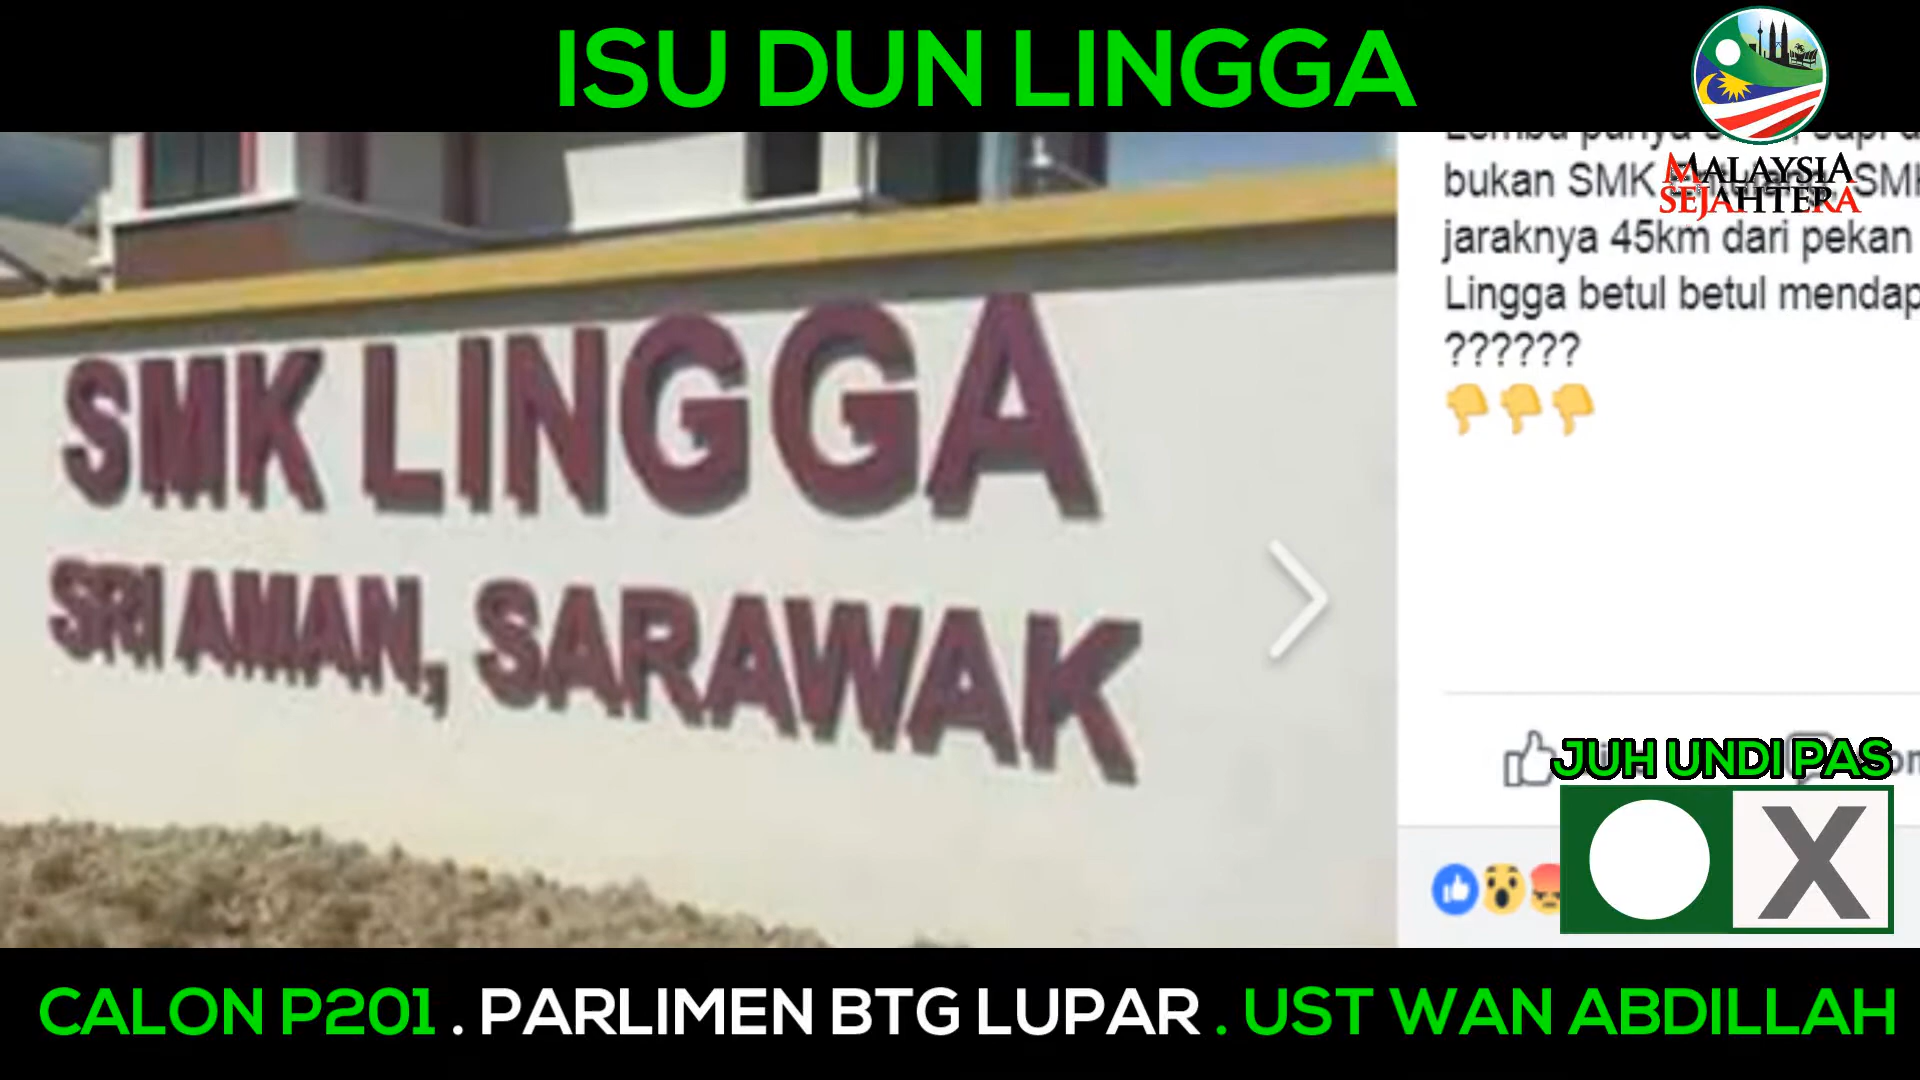 ISU DUN LINGGA
MALAYSIA
SEJAHTERA
bukan SMK
jaraknya 45km dari pekan
Lingga betul betul mendap
??????
SMK LINGGA
SRI AMAN, SARAWAK
JUH UNDI PAS
X
CALON P201 . PARLIMEN BTG LUPAR . UST WAN ABDILLAH